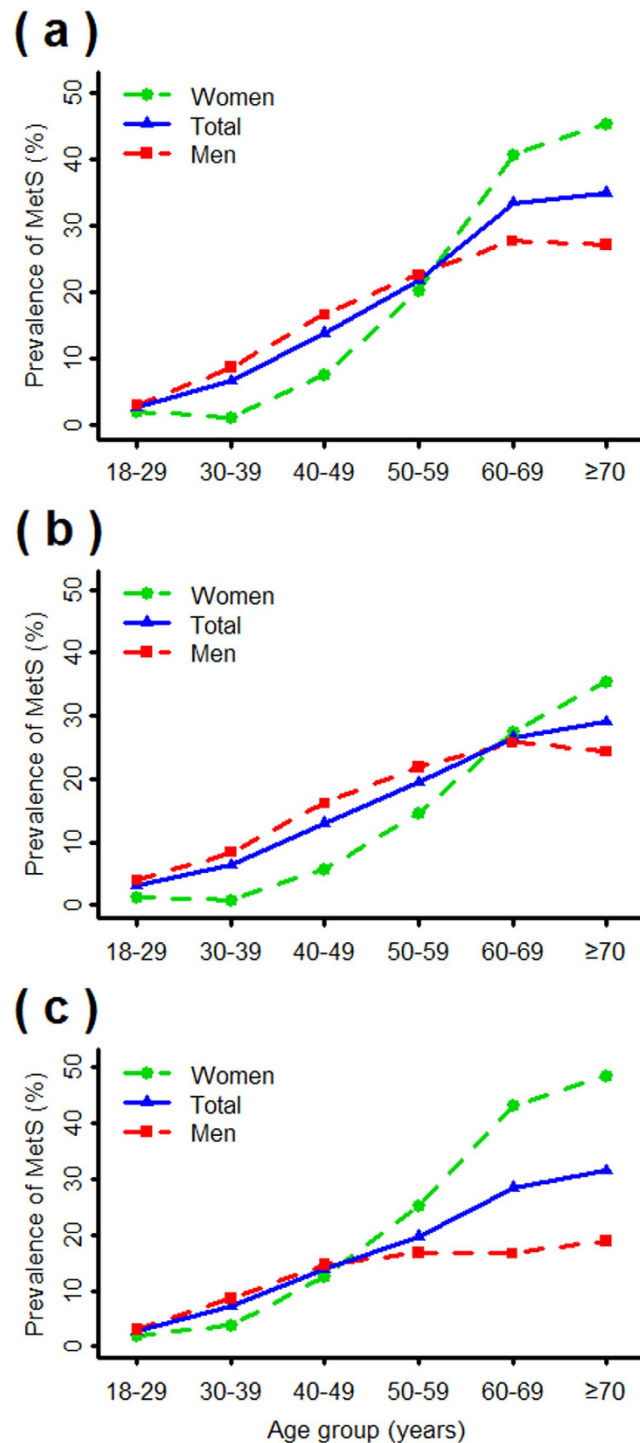 ( a )
Prevalence of MetS (%)
50
40
30
20
10
0
Women
Total
Men
18-29 30-39 40-49 50-59 60-69 ≥70
( b )
Prevalence of MetS (%)
50
40
30
20
10
0
Women
Total
Men
18-29 30-39 40-49 50-59 60-69 ≥70
( c )
Prevalence of MetS (%)
50
40
30
20
10
0
Women
Total
Men
18-29 30-39 40-49 50-59 60-69 ≥70
Age group (years)